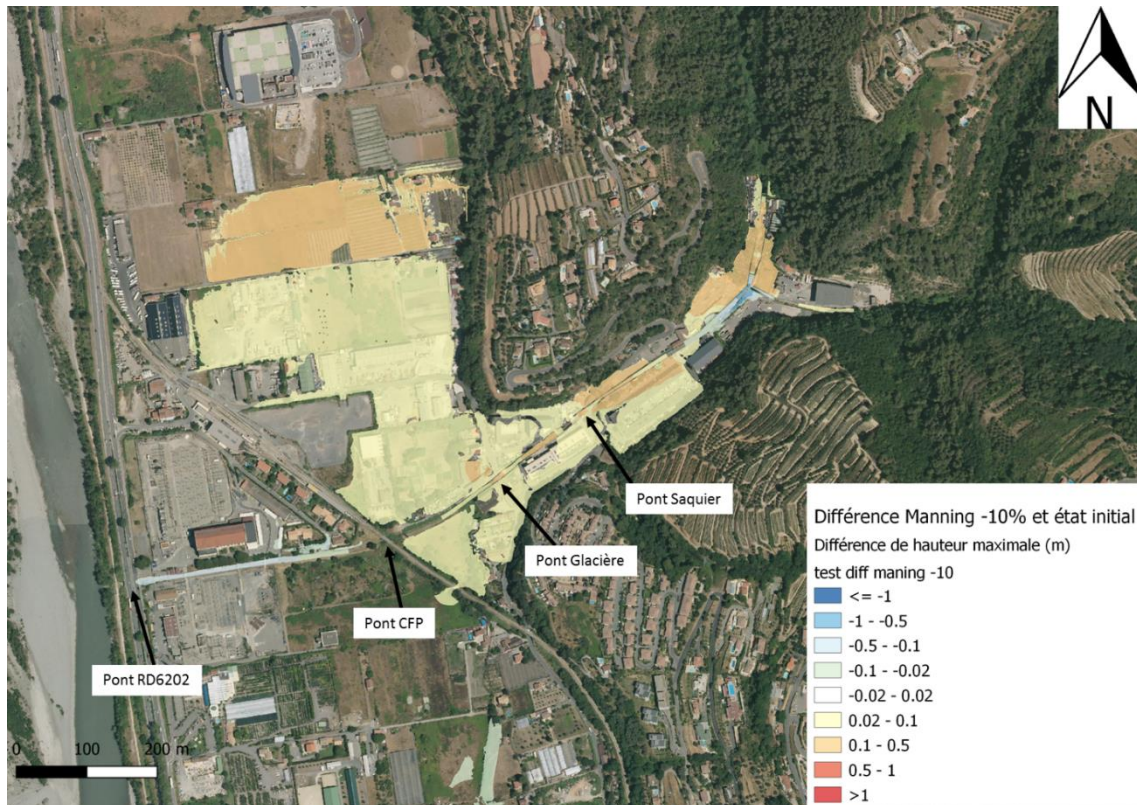 N
Pont Saquier
Pont Glacière
Pont CFP
Pont RD6202
0 100 200 m
Différence Manning -10% et état initial
Différence de hauteur maximale (m)
test diff maning -10
<= -1
-1 - -0.5
-0.5 - -0.1
-0.1 - -0.02
-0.02 - 0.02
0.02 - 0.1
0.1 - 0.5
0.5 - 1
>1